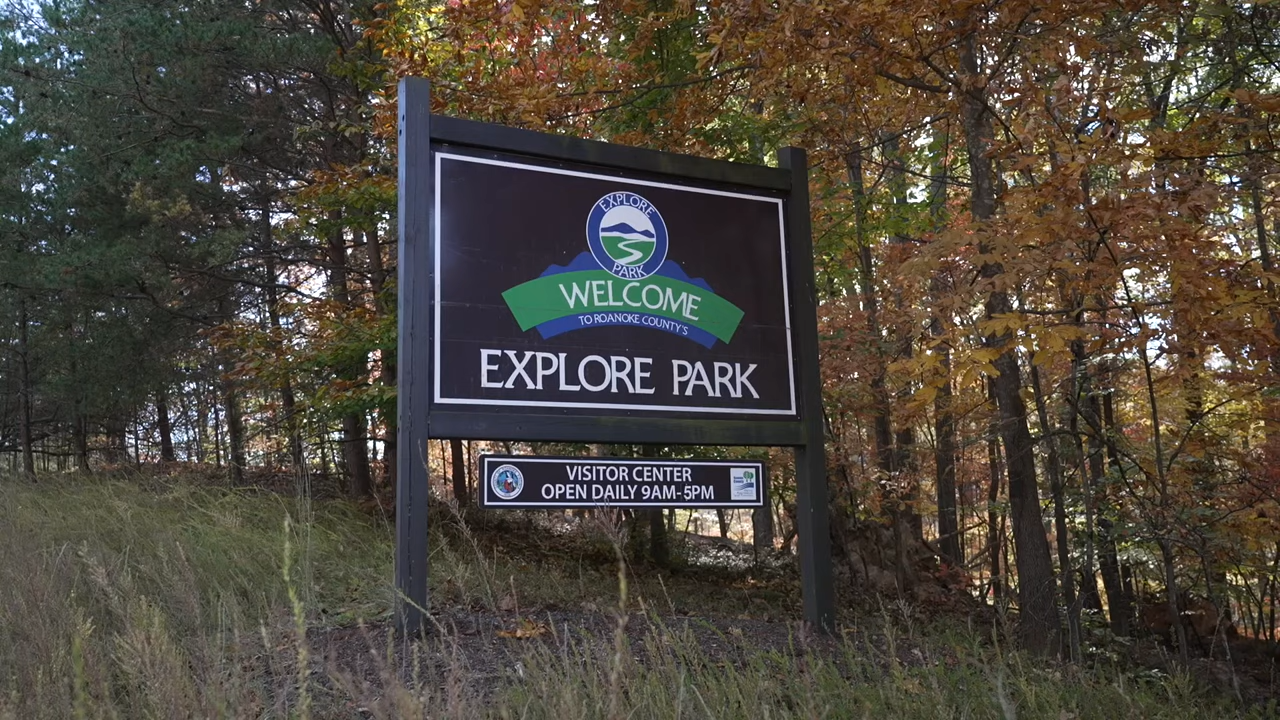 EXPLORE
PARK
WELCOME
TO ROANOKE COUNTY'S
EXPLORE PARK
VISITOR CENTER
OPEN DAILY 9AM-5PM